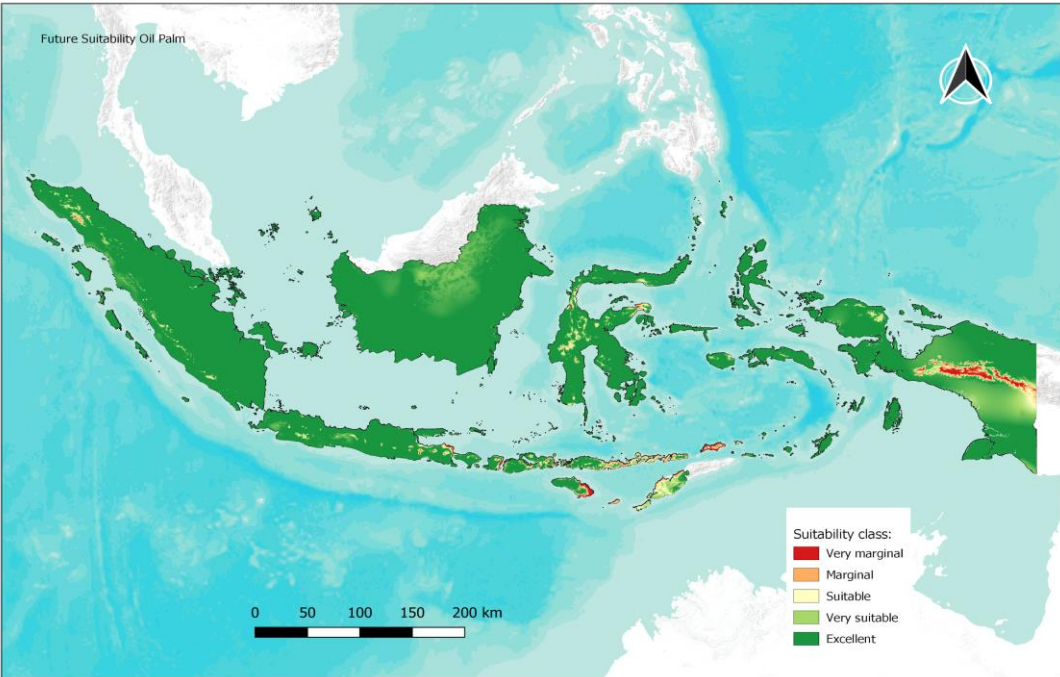 Future Suitability Oil Palm
0 50 100 150 200 km
Suitability class:
Very marginal
Marginal
Suitable
Very suitable
Excellent